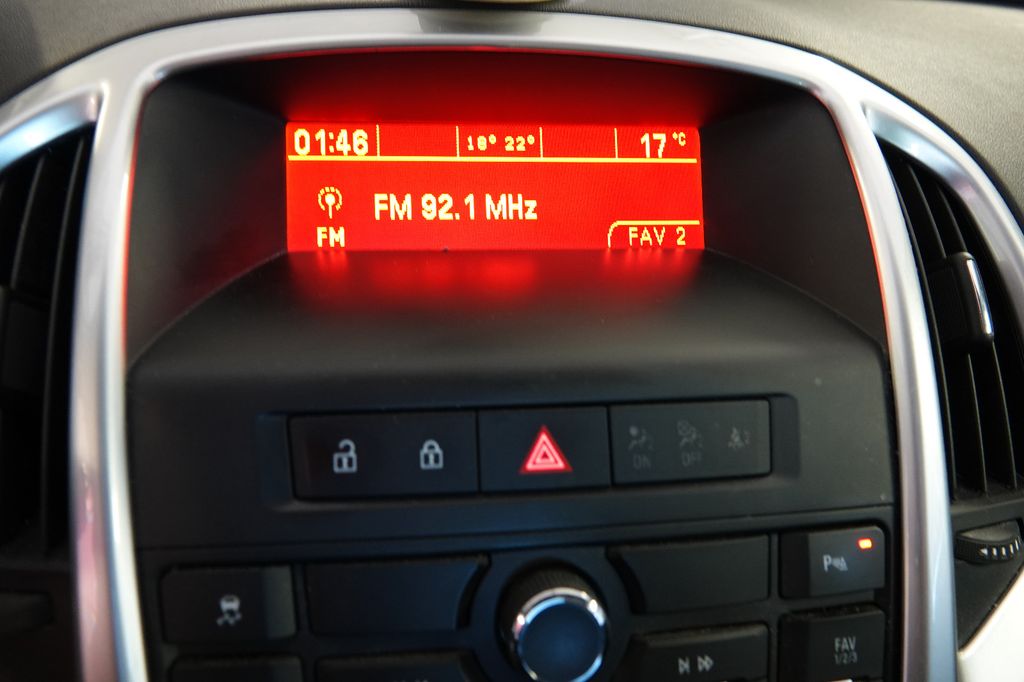 01:46 18° 22° 17 °C
FM 92.1 MHz
FM FAV 2
ON OFF
P
FAV
1/2/3